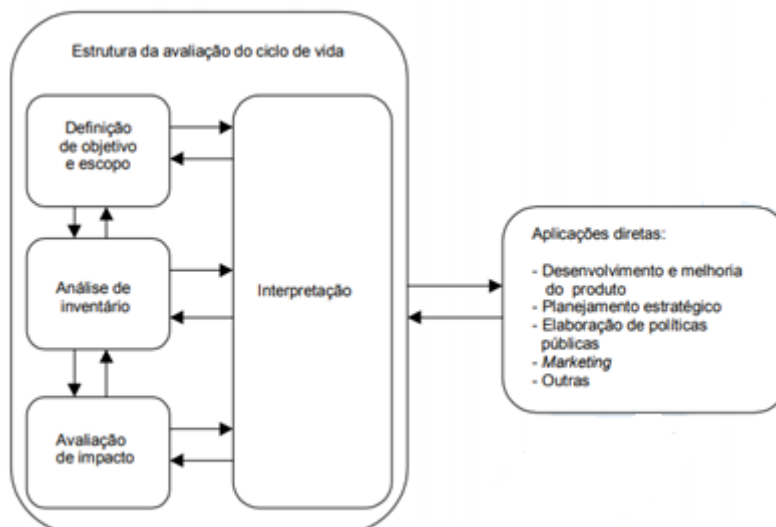 Estrutura da avaliação do ciclo de vida
Definição
de objetivo
e escopo
Análise de
inventário
Avaliação
de impacto
Interpretação
Aplicações diretas:
- Desenvolvimento e melhoria
do produto
- Planejamento estratégico
- Elaboração de políticas
públicas
- Marketing
- Outras